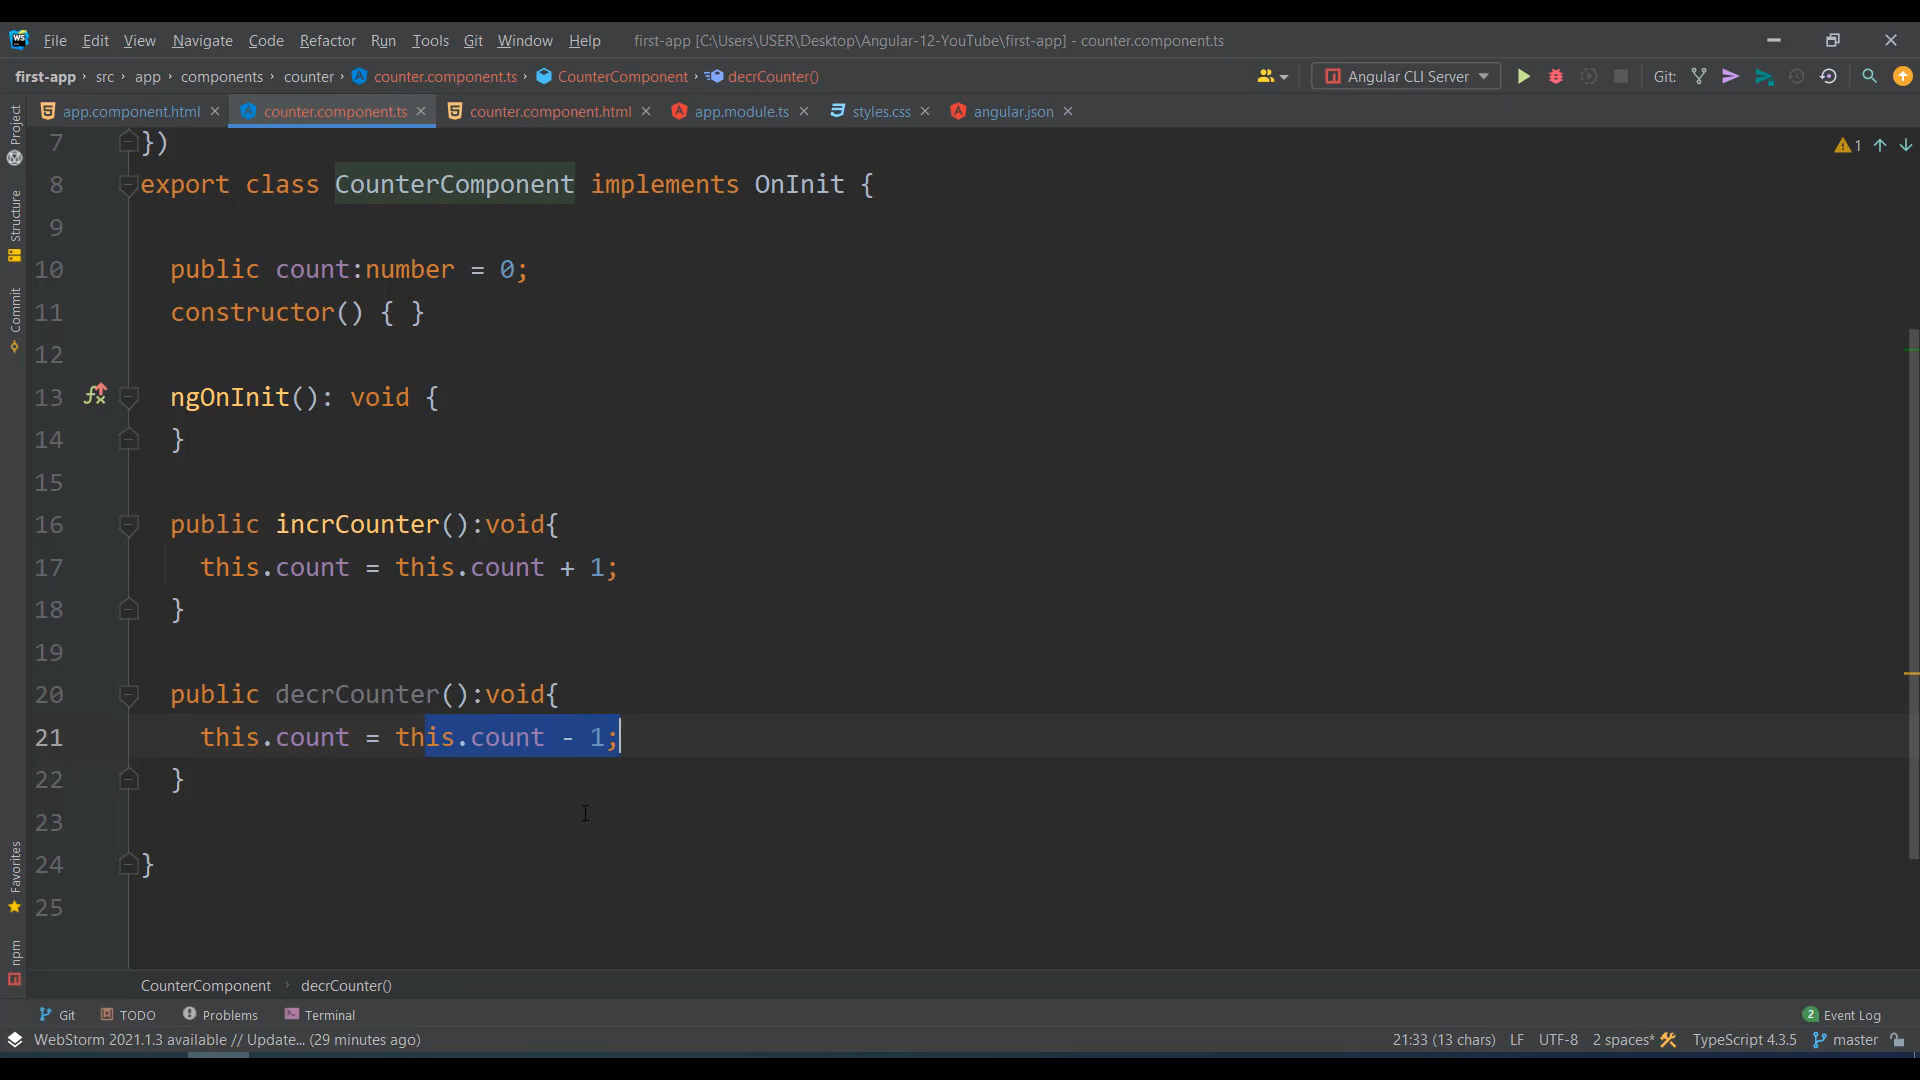 WS File Edit View Navigate Code Refactor Run Tools Git Window Help first-app [C:\Users\USER\Desktop\Angular-12-YouTube\first-app] - counter.component.ts
first-app › src › app › components › counter › counter.component.ts › CounterComponent › decrCounter() Angular CLI Server Git:
app.component.html counter.component.ts counter.component.html app.module.ts styles.css angular.json
Project
Structure
Commit
Favorites
npm
1
7 })
8 export class CounterComponent implements OnInit {
9
10 public count:number = 0;
11 constructor() { }
12
13 ngOnInit(): void {
14 }
15
16 public incrCounter():void{
17 this.count = this.count + 1;
18 }
19
20 public decrCounter():void{
21 this.count = this.count - 1;
22 }
23
24 }
25
CounterComponent › decrCounter()
Git TODO Problems Terminal 2 Event Log
WebStorm 2021.1.3 available // Update... (29 minutes ago) 21:33 (13 chars) LF UTF-8 2 spaces* TypeScript 4.3.5 master